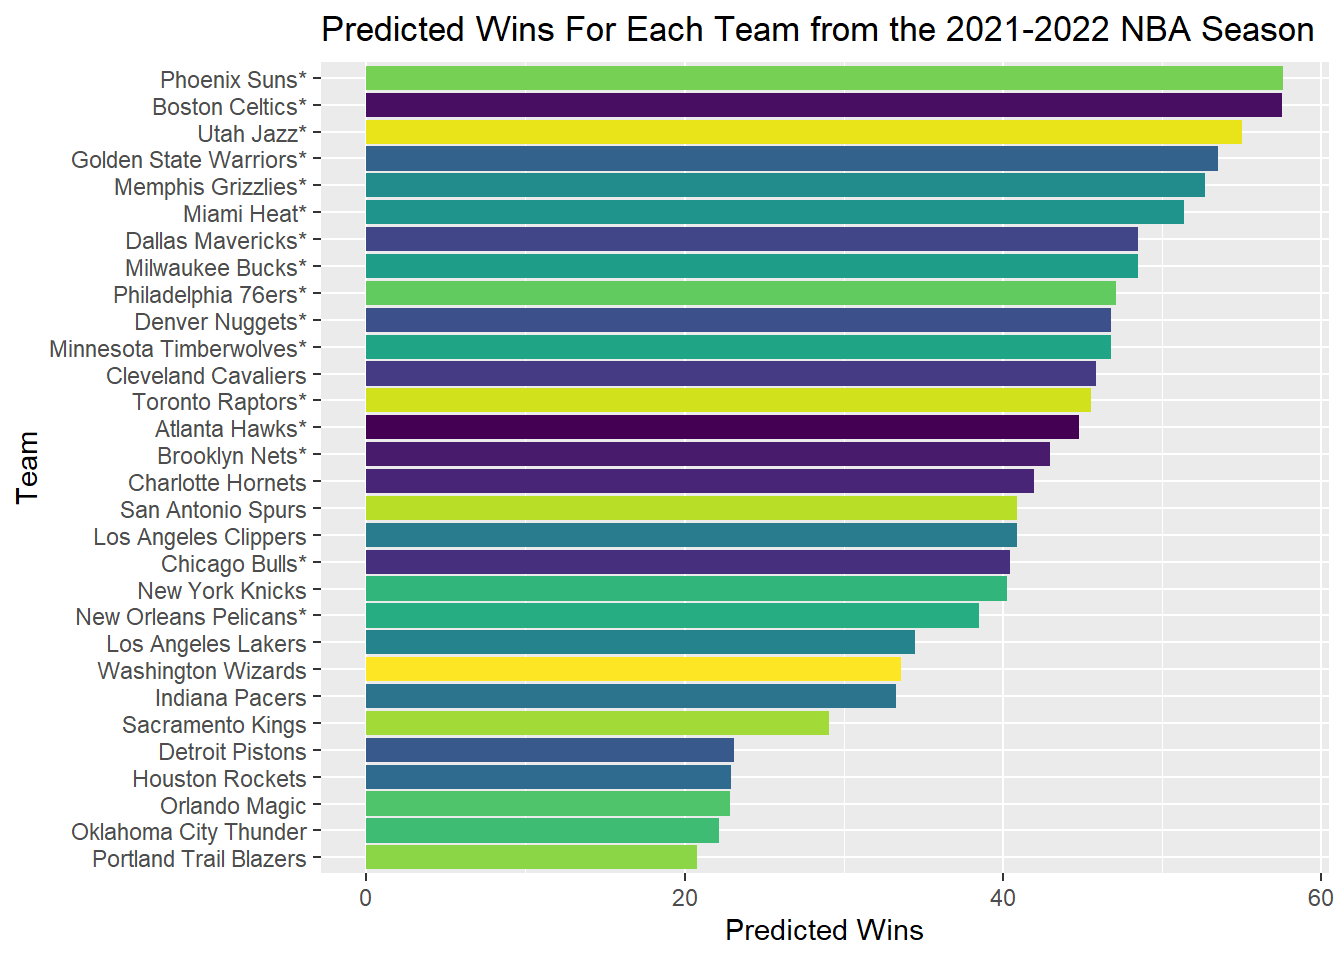 Predicted Wins For Each Team from the 2021-2022 NBA Season
Phoenix Suns*
Boston Celtics*
Utah Jazz*
Golden State Warriors*
Memphis Grizzlies*
Miami Heat*
Dallas Mavericks*
Milwaukee Bucks*
Philadelphia 76ers*
Denver Nuggets*
Minnesota Timberwolves*
Cleveland Cavaliers
Toronto Raptors*
Atlanta Hawks*
Brooklyn Nets*
Charlotte Hornets
San Antonio Spurs
Los Angeles Clippers
Chicago Bulls*
New York Knicks
New Orleans Pelicans*
Los Angeles Lakers
Washington Wizards
Indiana Pacers
Sacramento Kings
Detroit Pistons
Houston Rockets
Orlando Magic
Oklahoma City Thunder
Portland Trail Blazers
Team
0 20 40 60
Predicted Wins